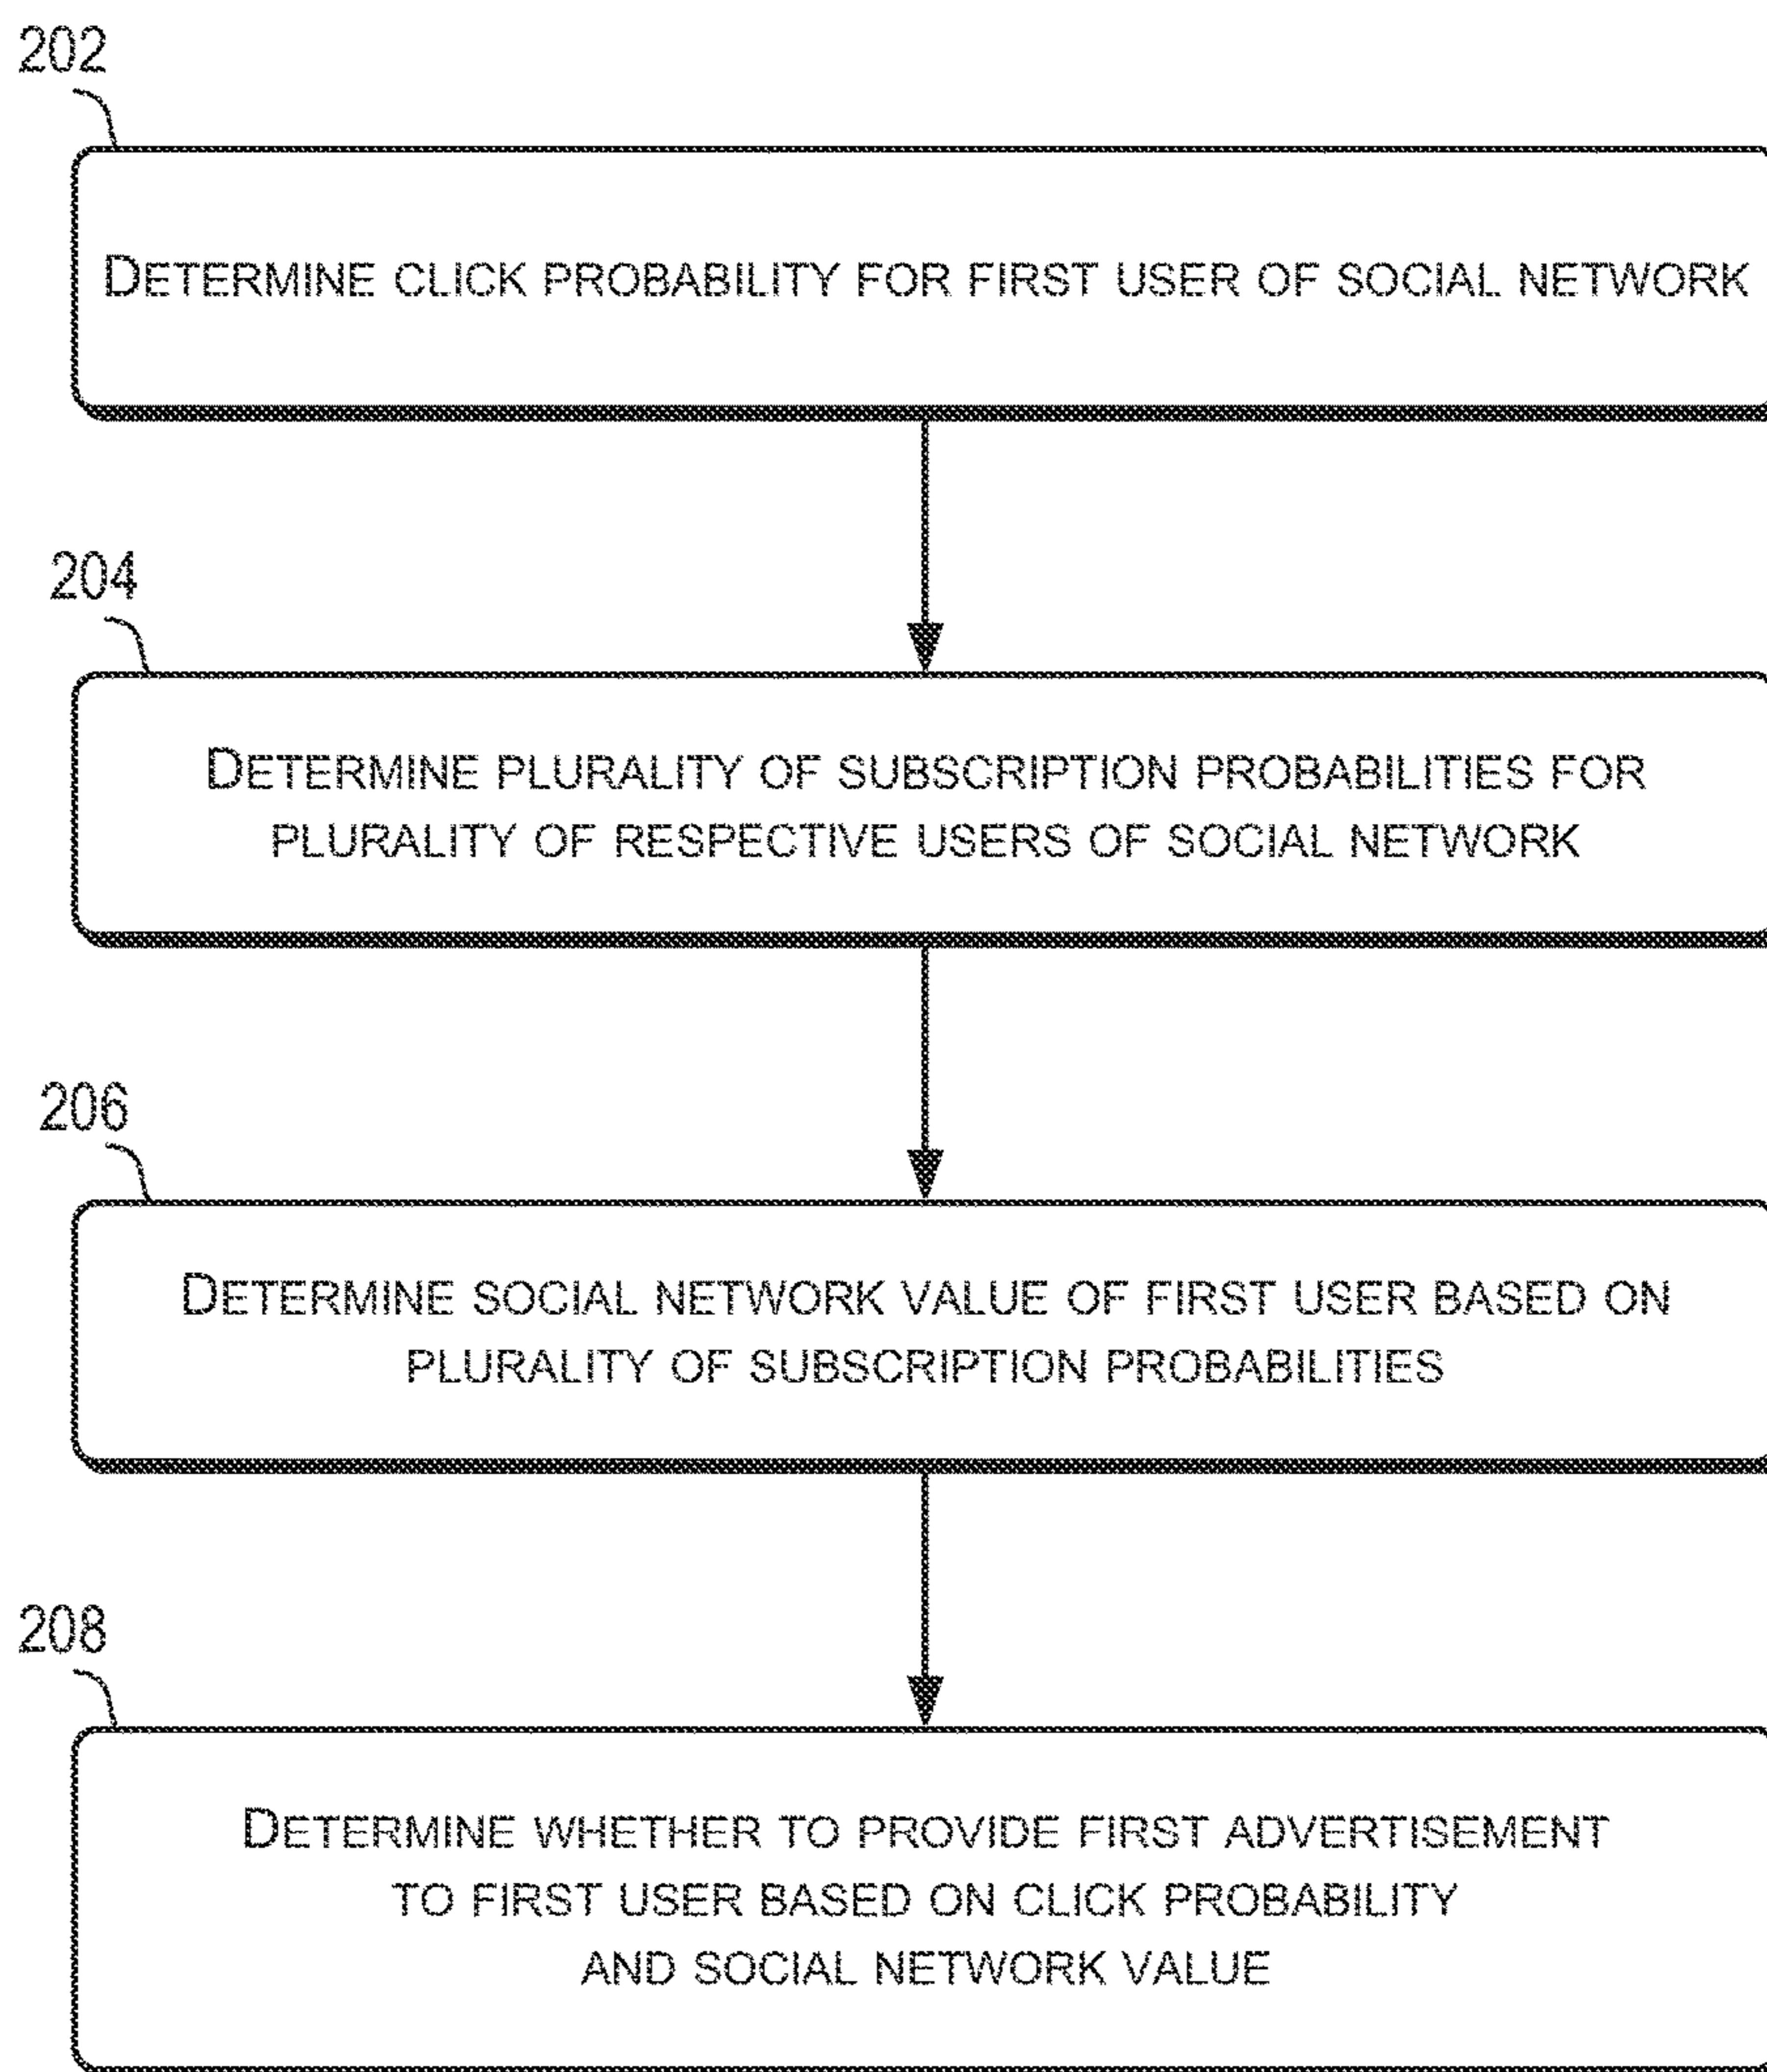 202
DETERMINE CLICK PROBABILITY FOR FIRST USER OF SOCIAL NETWORK
204
DETERMINE PLURALITY OF SUBSCRIPTION PROBABILITIES FOR
PLURALITY OF RESPECTIVE USERS OF SOCIAL NETWORK
206
DETERMINE SOCIAL NETWORK VALUE OF FIRST USER BASED ON
PLURALITY OF SUBSCRIPTION PROBABILITIES
208
DETERMINE WHETHER TO PROVIDE FIRST ADVERTISEMENT
TO FIRST USER BASED ON CLICK PROBABILITY
AND SOCIAL NETWORK VALUE